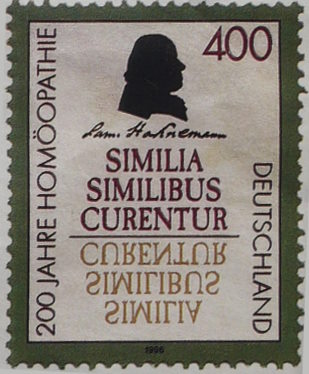 400
200 JAHRE HOMÖOPATHIE
Sam. Hahnemann
SIMILIA
SIMILIBUS
CURENTUR
DEUTSCHLAND
CURENTUR
SIMILIBUS
SIMILIA
1996